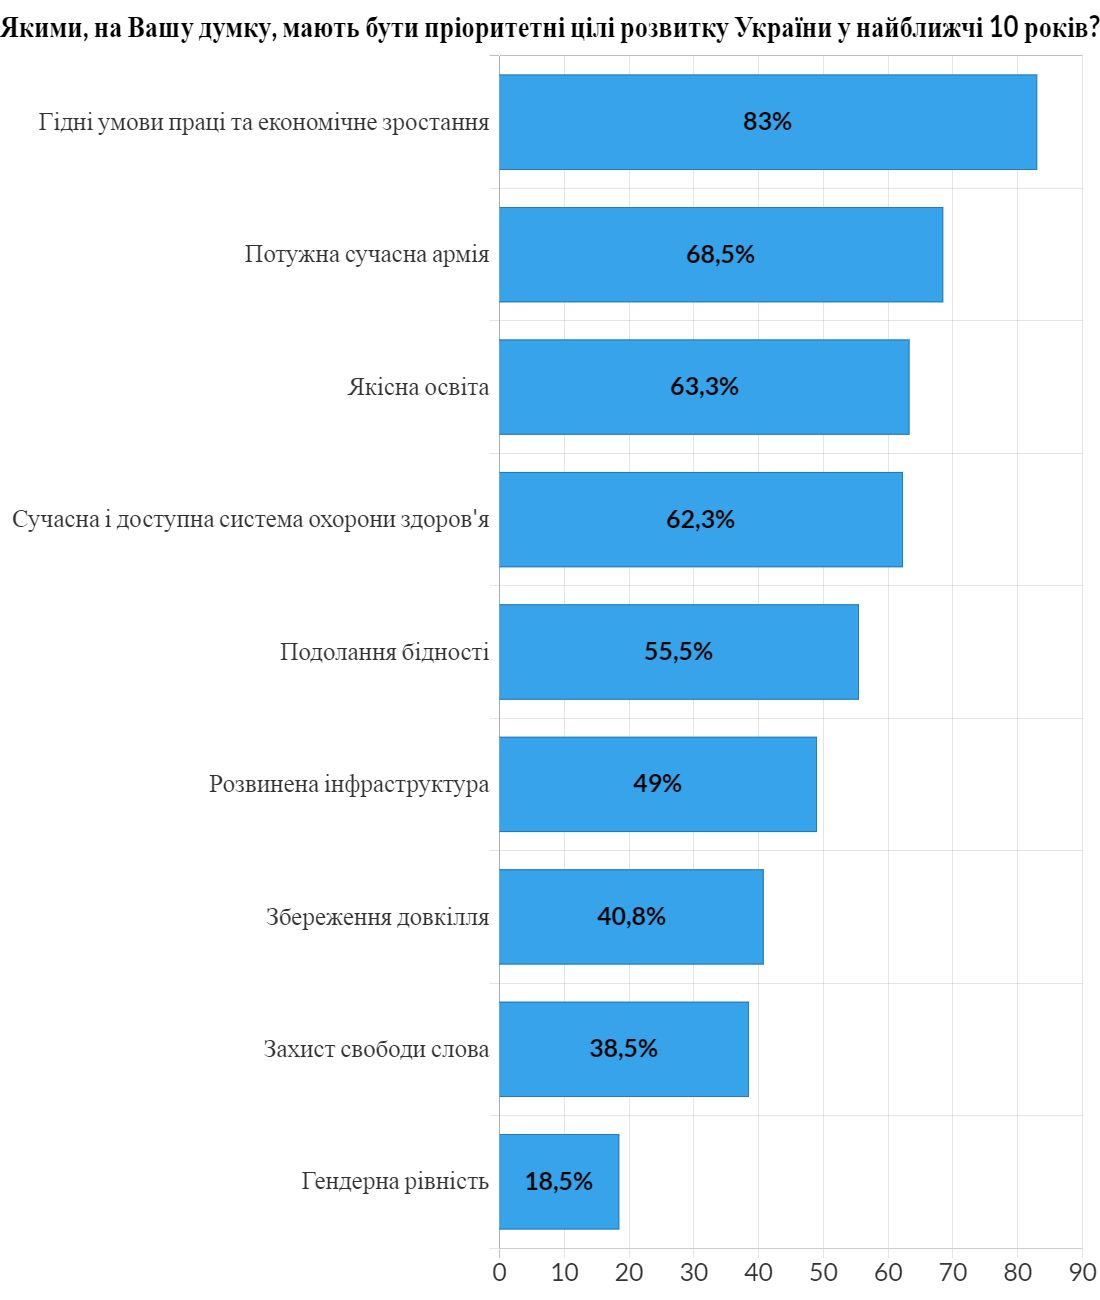 Якими, на Вашу думку, мають бути пріоритетні цілі розвитку України у найближчі 10 років?
Гідні умови праці та економічне зростання 83%
Потужна сучасна армія 68,5%
Якісна освіта 63,3%
Сучасна і доступна система охорони здоров'я 62,3%
Подолання бідності 55,5%
Розвинена інфраструктура 49%
Збереження довкілля 40,8%
Захист свободи слова 38,5%
Гендерна рівність 18,5%
0 10 20 30 40 50 60 70 80 90